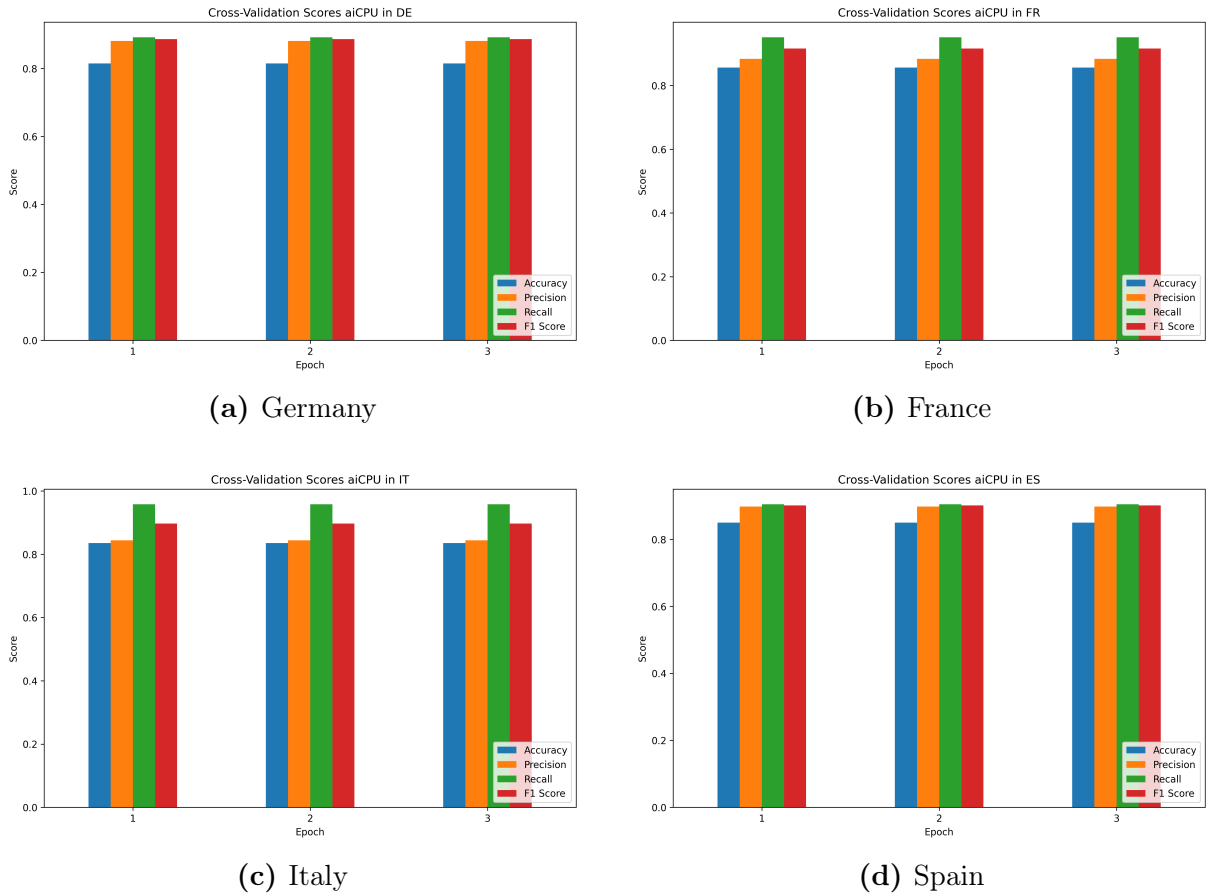 Cross-Validation Scores aiCPU in DE
0.8
0.6
0.4
0.2
0.0
Score
1 2 3
Epoch
Accuracy
Precision
Recall
F1 Score
(a) Germany
Cross-Validation Scores aiCPU in FR
0.8
0.6
0.4
0.2
0.0
Score
1 2 3
Epoch
Accuracy
Precision
Recall
F1 Score
(b) France
Cross-Validation Scores aiCPU in IT
1.0
0.8
0.6
0.4
0.2
0.0
Score
1 2 3
Epoch
Accuracy
Precision
Recall
F1 Score
(c) Italy
Cross-Validation Scores aiCPU in ES
0.8
0.6
0.4
0.2
0.0
Score
1 2 3
Epoch
Accuracy
Precision
Recall
F1 Score
(d) Spain